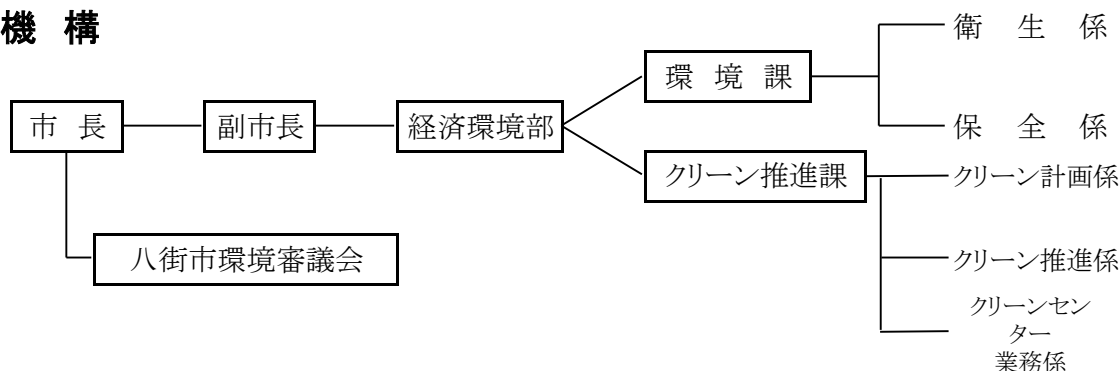 機 構
市 長
副市長
経済環境部
環 境 課
衛 生 係
保 全 係
クリーン推進課
クリーン計画係
クリーン推進係
クリーンセン
ター
業務係
八街市環境審議会